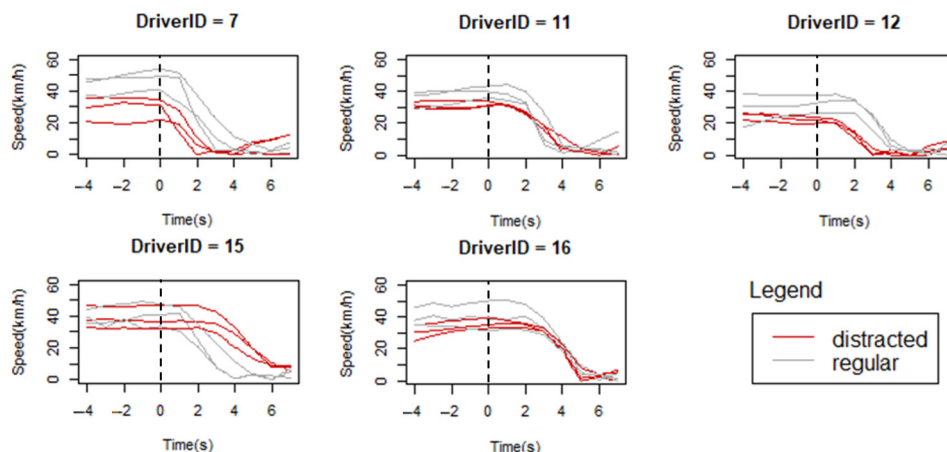 DriverID = 7
DriverID = 11
DriverID = 12
Speed(km/h)
0 20 40 60
−4 −2 0 2 4 6
Time(s)
Speed(km/h)
0 20 40 60
−4 −2 0 2 4 6
Time(s)
Speed(km/h)
0 20 40 60
−4 −2 0 2 4 6
Time(s)
DriverID = 15
DriverID = 16
Speed(km/h)
0 20 40 60
−4 −2 0 2 4 6
Time(s)
Speed(km/h)
0 20 40 60
−4 −2 0 2 4 6
Time(s)
Legend
distracted
regular